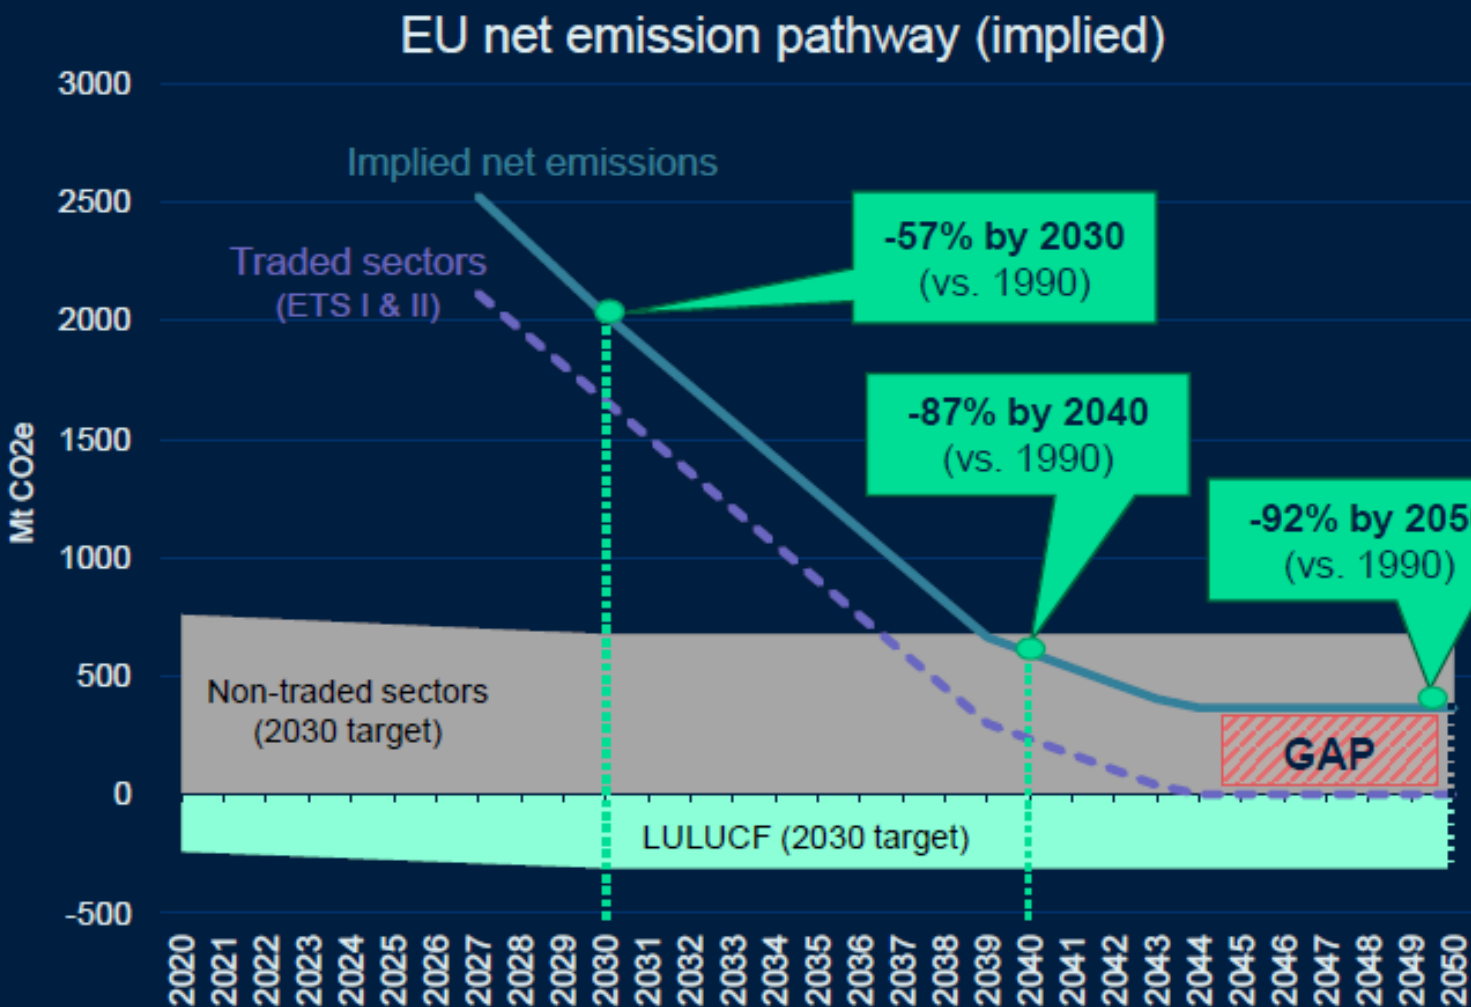 EU net emission pathway (implied)
3000
2500
2000
1500
1000
500
0
-500
Mt CO2e
Implied net emissions
Traded sectors
(ETS I & II)
-57% by 2030
(vs. 1990)
-87% by 2040
(vs. 1990)
-92% by 205
(vs. 1990)
Non-traded sectors
(2030 target)
GAP
LULUCF (2030 target)
2020
2021
2022
2023
2024
2025
2026
2027
2028
2029
2030
2031
2032
2033
2034
2035
2036
2037
2038
2039
2040
2041
2042
2043
2044
2045
2046
2047
2048
2049
2050